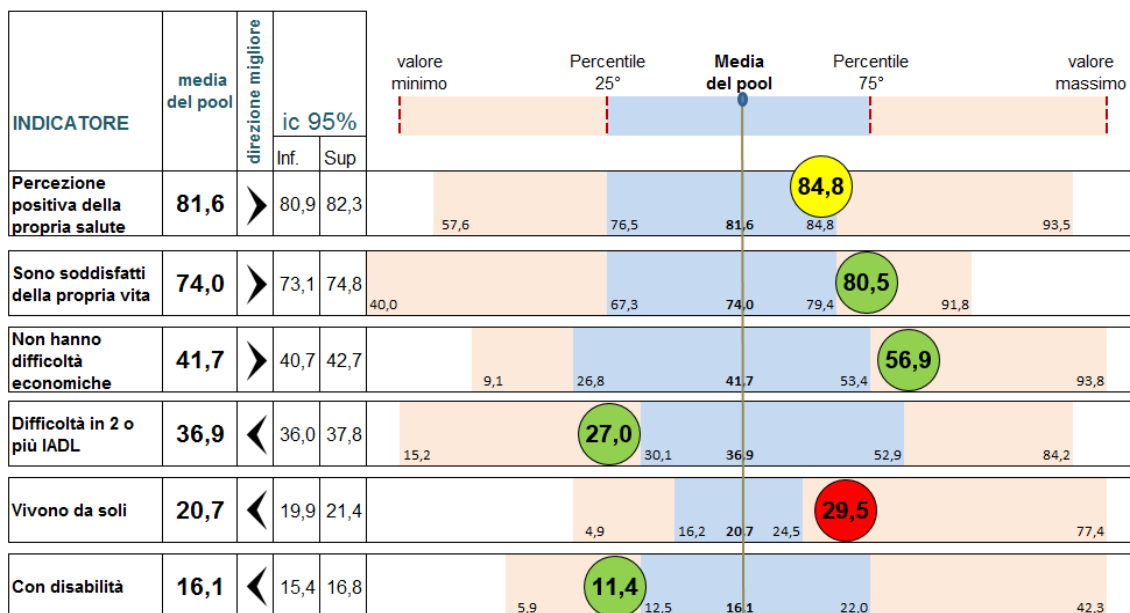 INDICATORE
media
del pool
direzione migliore
ic 95%
Inf. Sup
valore
minimo
Percentile
25°
Media
del pool
Percentile
75°
valore
massimo
Percezione
positiva della
propria salute
81,6 80,9 82,3
84,8
57,6 76,5 81,6 84,8 93,5
Sono soddisfatti
della propria vita
74,0 73,1 74,8
80,5
40,0 67,3 74,0 79,4 91,8
Non hanno
difficoltà
economiche
41,7 40,7 42,7
56,9
9,1 26,8 41,7 53,4 93,8
Difficoltà in 2 o
più IADL
36,9 36,0 37,8
27,0
15,2 30,1 36,9 52,9 84,2
Vivono da soli
20,7 19,9 21,4
29,5
4,9 16,2 20,7 24,5 77,4
Con disabilità
16,1 15,4 16,8
11,4
5,9 12,5 16,1 22,0 42,3